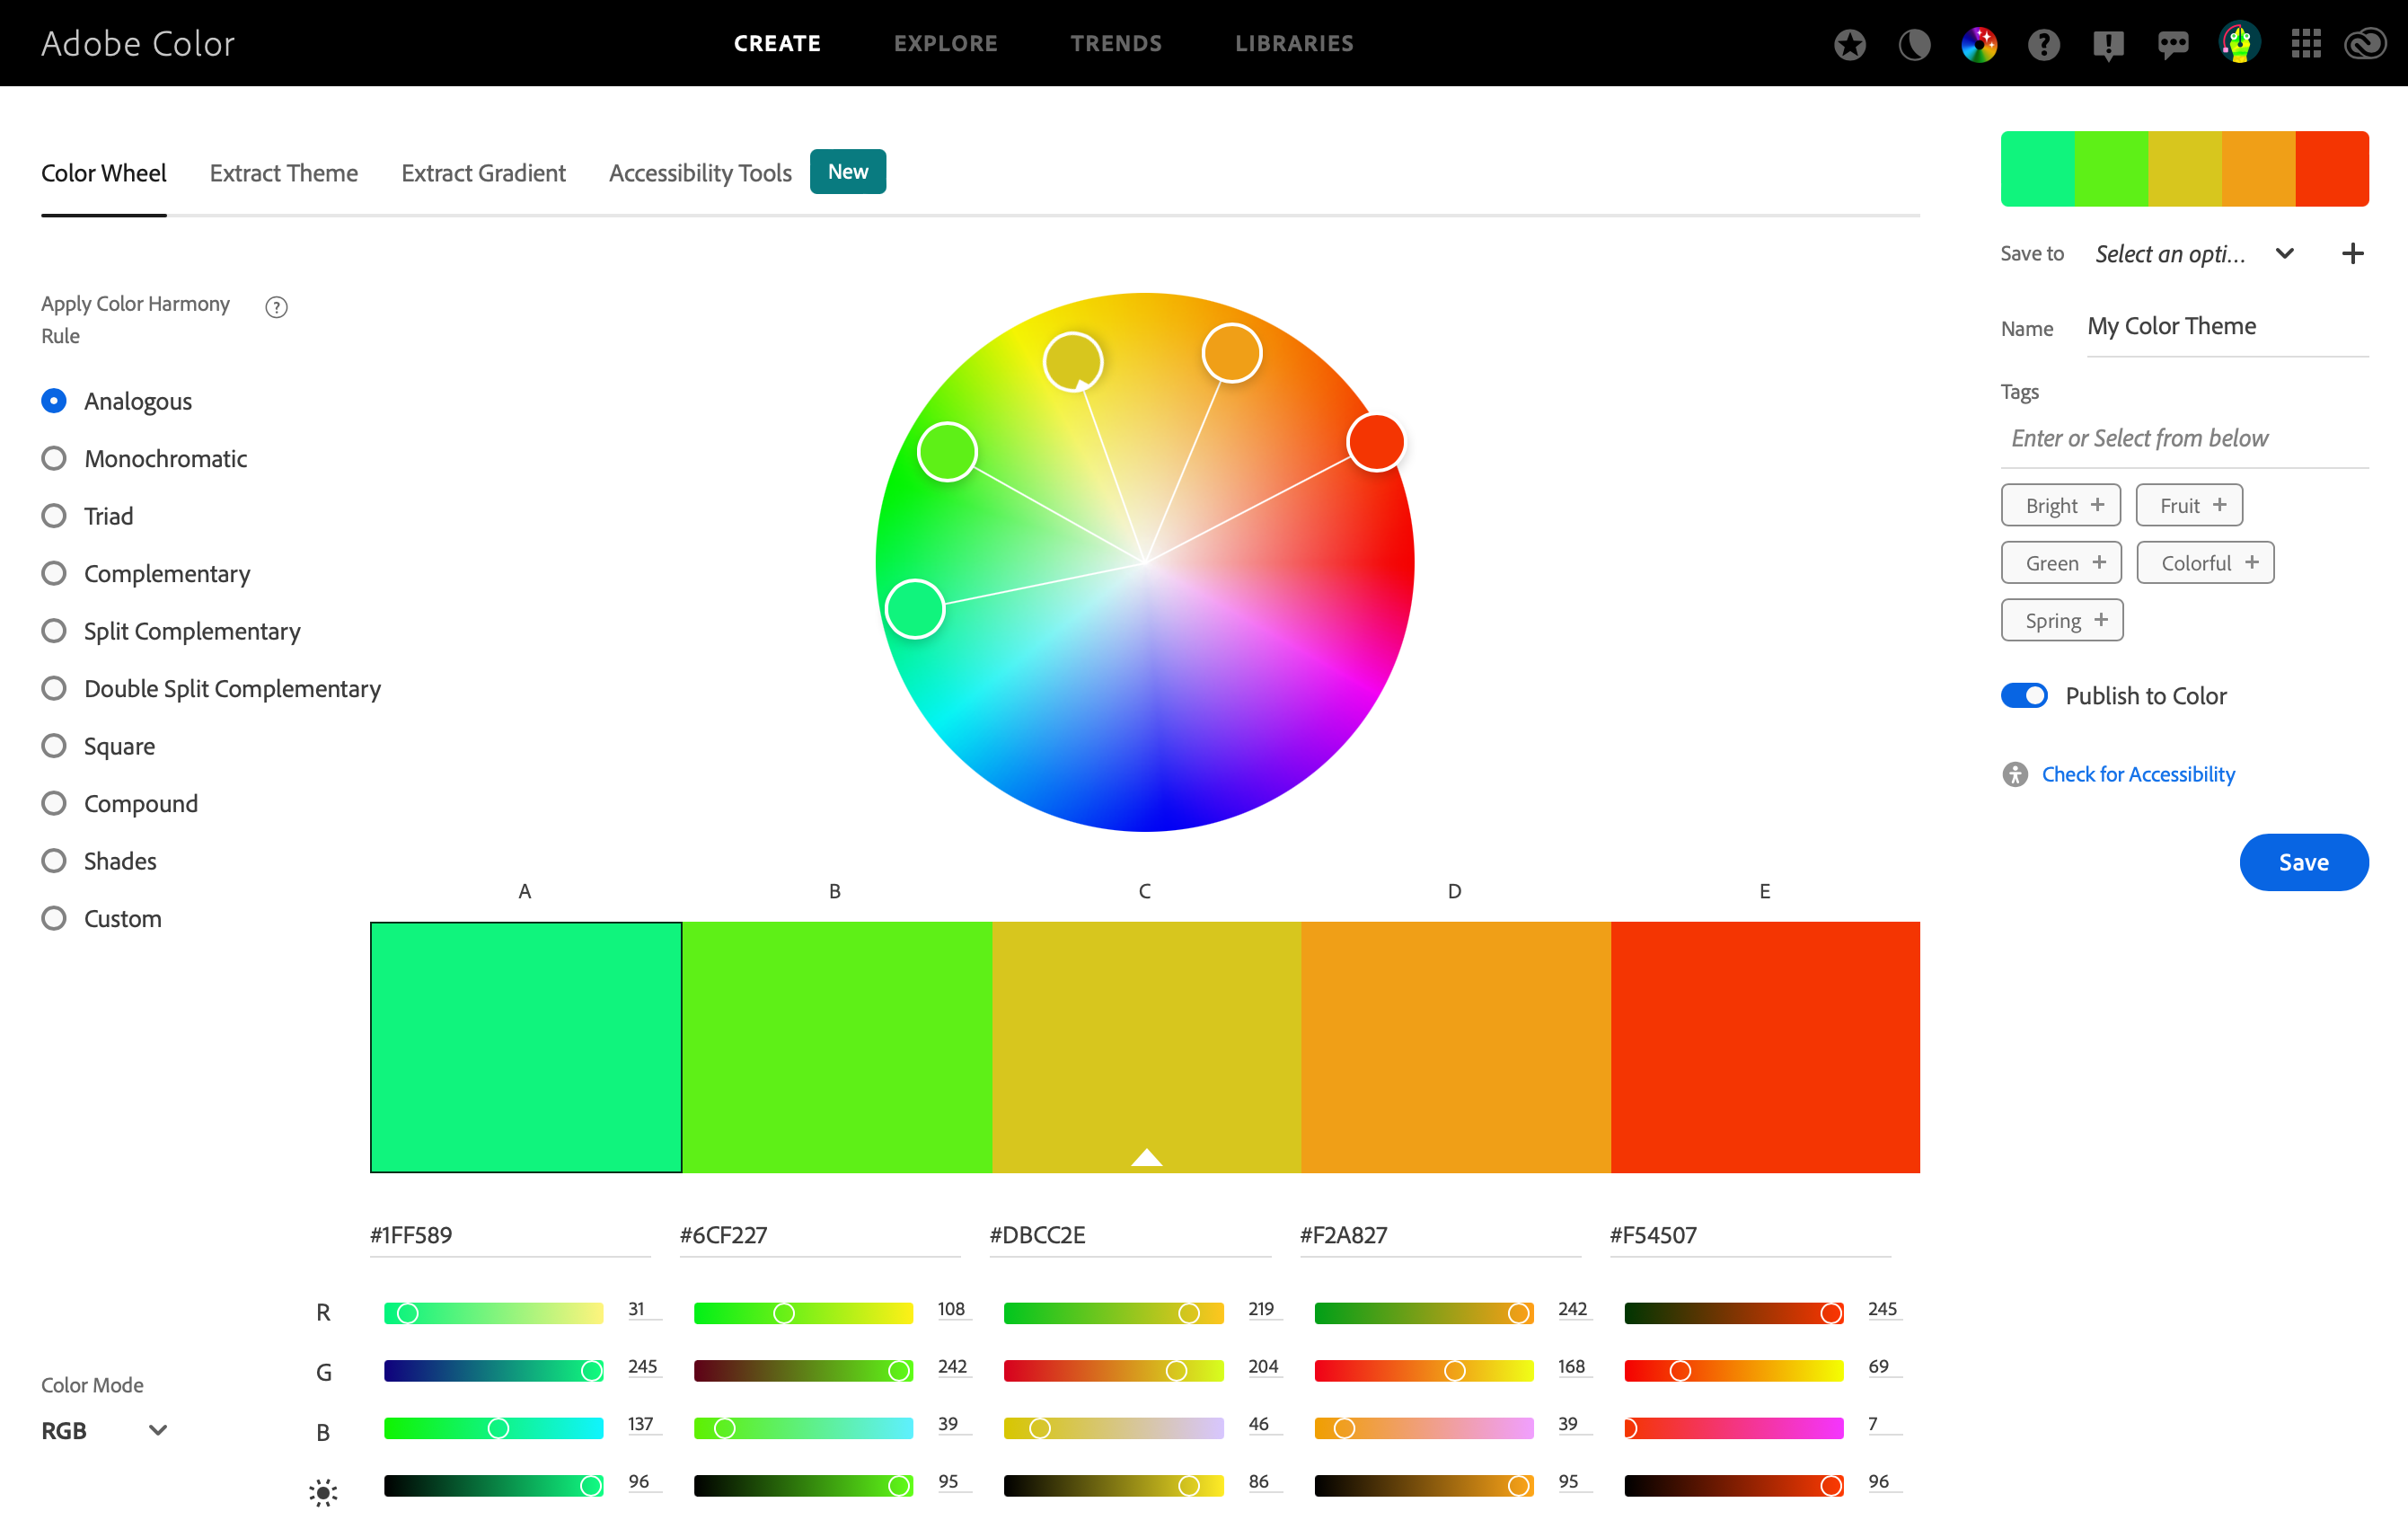 Adobe Color
CREATE EXPLORE TRENDS LIBRARIES
Color Wheel Extract Theme Extract Gradient Accessibility Tools New
Apply Color Harmony
Rule
?
Analogous
Monochromatic
Triad
Complementary
Split Complementary
Double Split Complementary
Square
Compound
Shades
Custom
Save to Select an opti...
Name My Color Theme
Tags
Enter or Select from below
Bright + Fruit +
Green + Colorful +
Spring +
Publish to Color
Check for Accessibility
Save
A B C D E
#1FF589 #6CF227 #DBCC2E #F2A827 #F54507
R 31 108 219 242 245
G 245 242 204 168 69
B 137 39 46 39 7
96 95 86 95 96
Color Mode
RGB